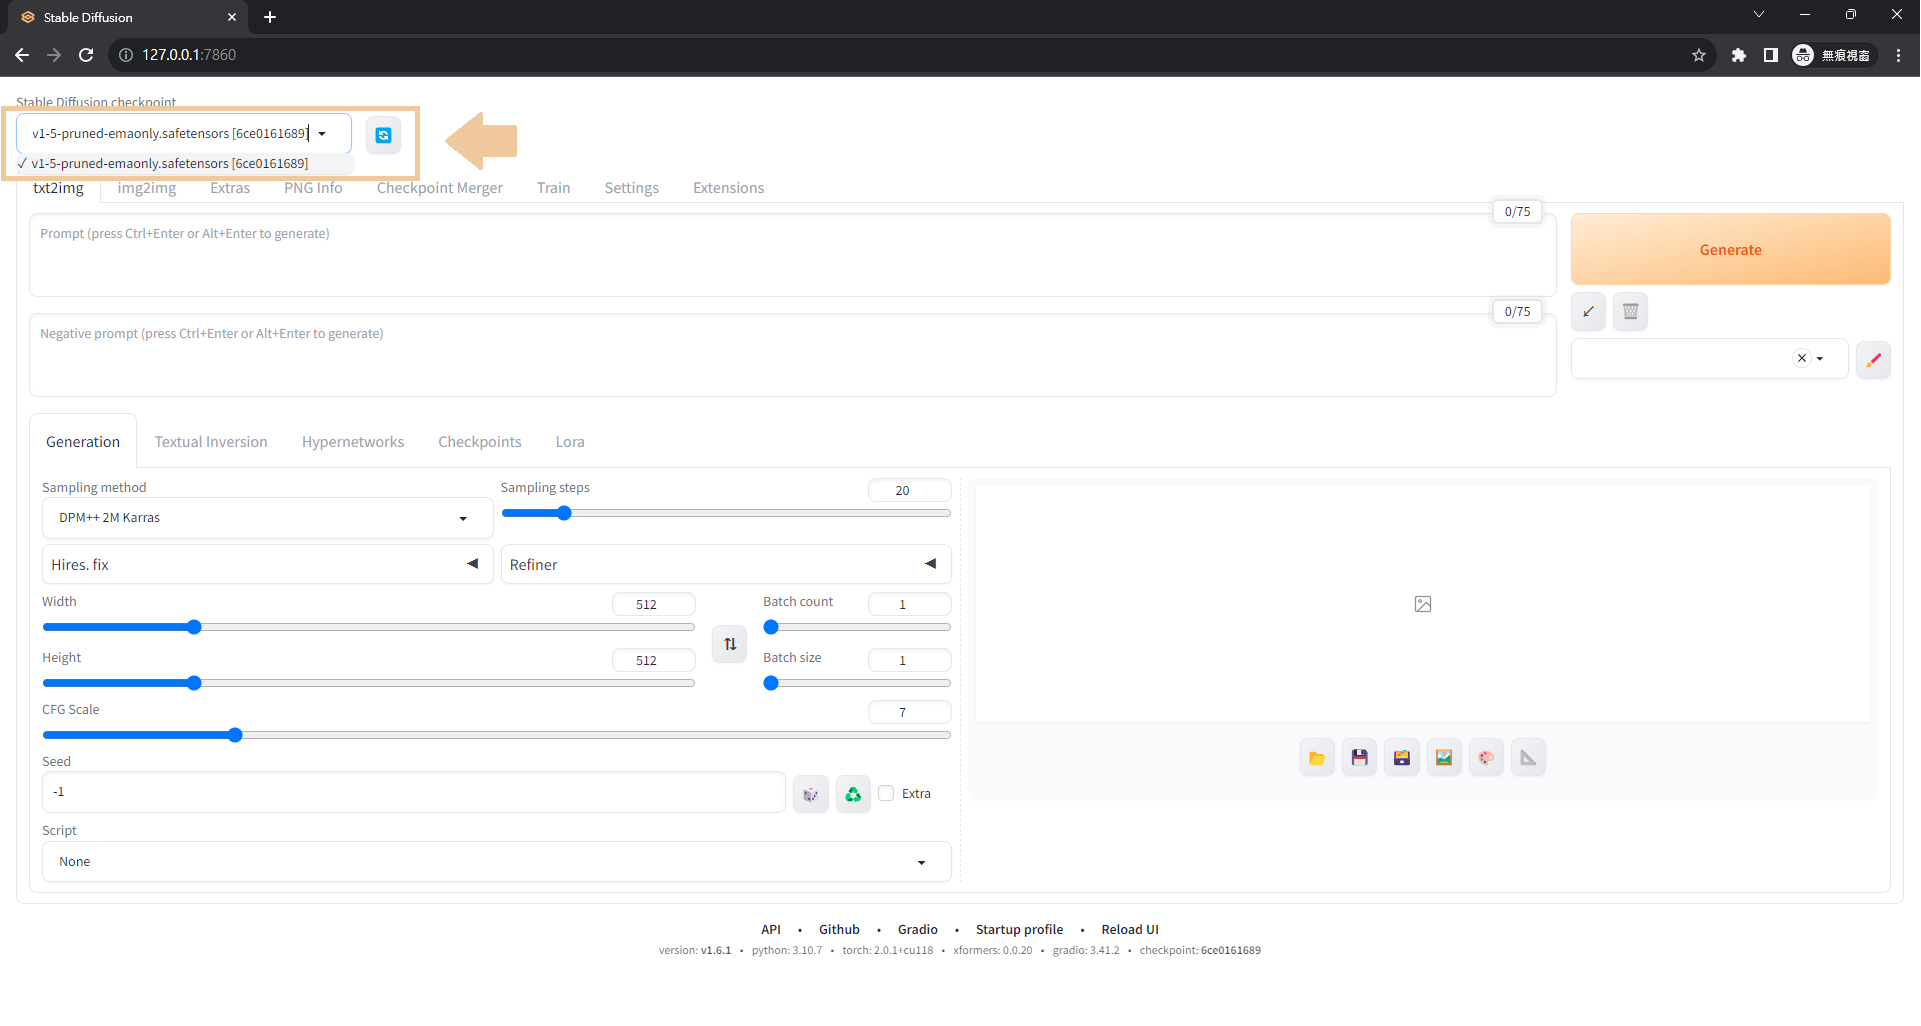 Stable Diffusion
127.0.0.1:7860
無痕視窗
Stable Diffusion checkpoint
v1-5-pruned-emaonly.safetensors [6ce0161689]
✓ v1-5-pruned-emaonly.safetensors [6ce0161689]
txt2img img2img Extras PNG Info Checkpoint Merger Train Settings Extensions
0/75
Prompt (press Ctrl+Enter or Alt+Enter to generate)
Generate
0/75
Negative prompt (press Ctrl+Enter or Alt+Enter to generate)
Generation Textual Inversion Hypernetworks Checkpoints Lora
Sampling method
DPM++ 2M Karras
Sampling steps
20
Hires. fix
Refiner
Width
512
Batch count
1
Height
512
Batch size
1
CFG Scale
7
Seed
-1
Extra
Script
None
API • Github • Gradio • Startup profile • Reload UI
version: v1.6.1 • python: 3.10.7 • torch: 2.0.1+cu118 • xformers: 0.0.20 • gradio: 3.41.2 • checkpoint: 6ce0161689